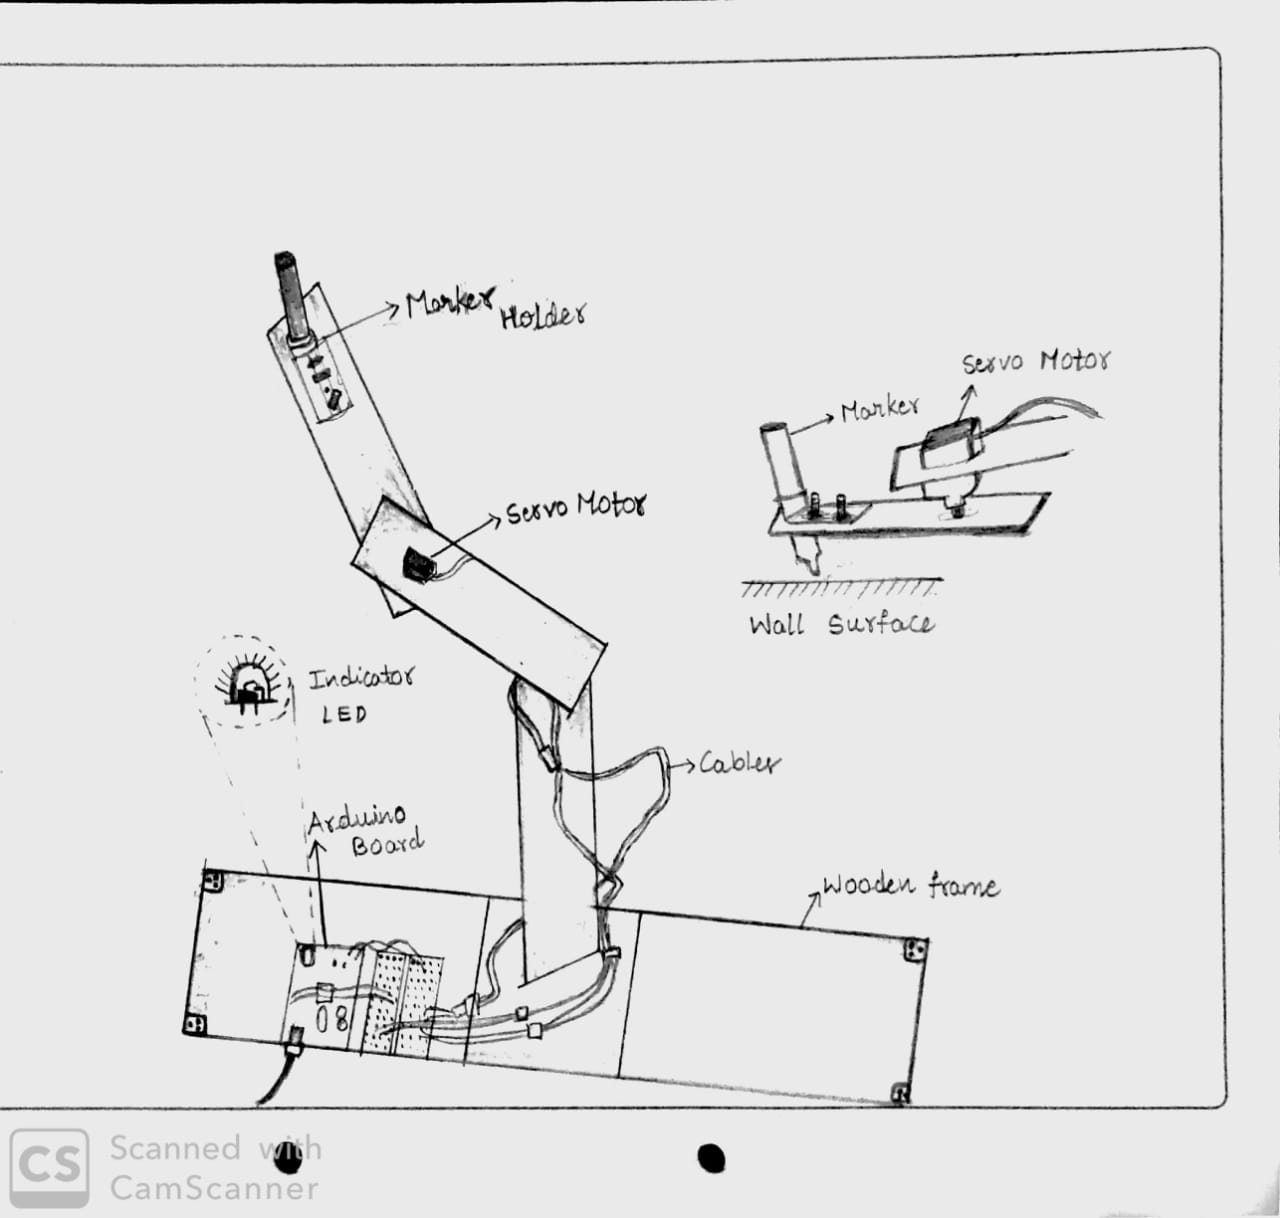 Marker
Holder
Servo Motor
Marker
Servo Motor
Wall Surface
Indicator
LED
Cables
Arduino
Board
Wooden frame
CS
Scanned with
CamScanner